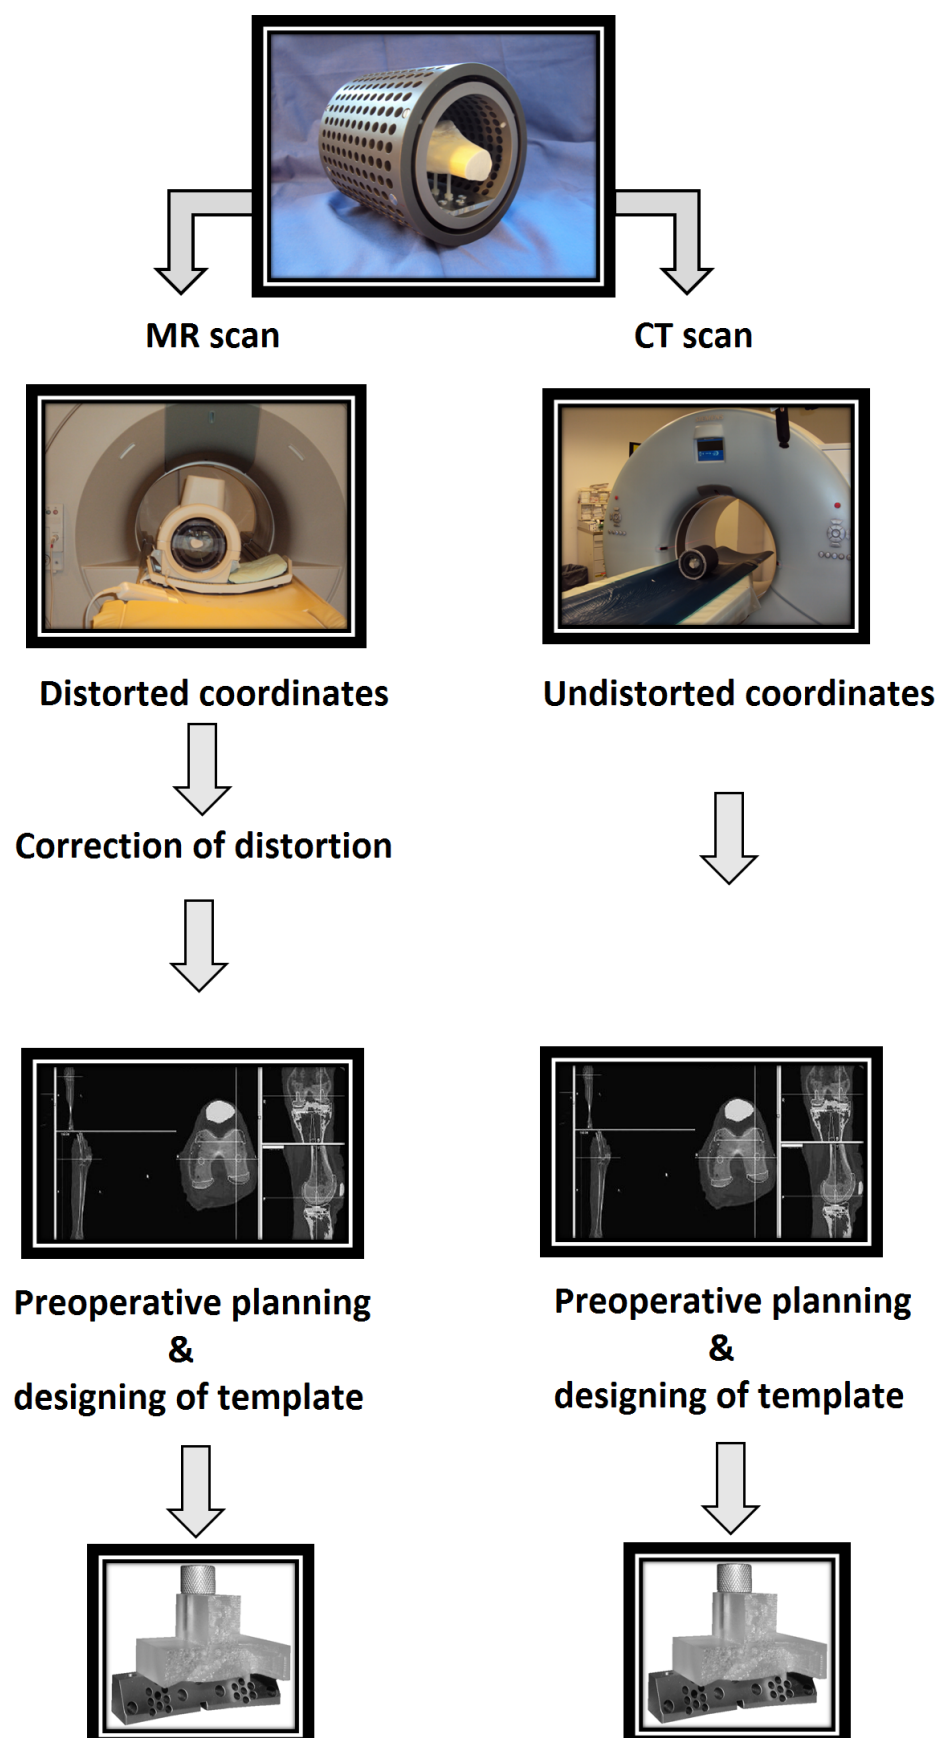 MR scan
CT scan
Distorted coordinates
Undistorted coordinates
Correction of distortion
Preoperative planning
&
designing of template
Preoperative planning
&
designing of template